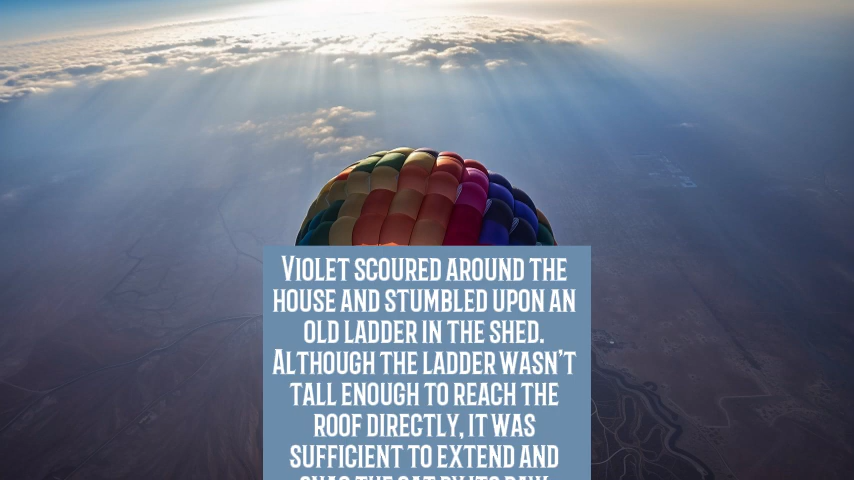 Violet scoured around the
house and stumbled upon an
old ladder in the shed.
Although the ladder wasn't
tall enough to reach the
roof directly, it was
sufficient to extend and